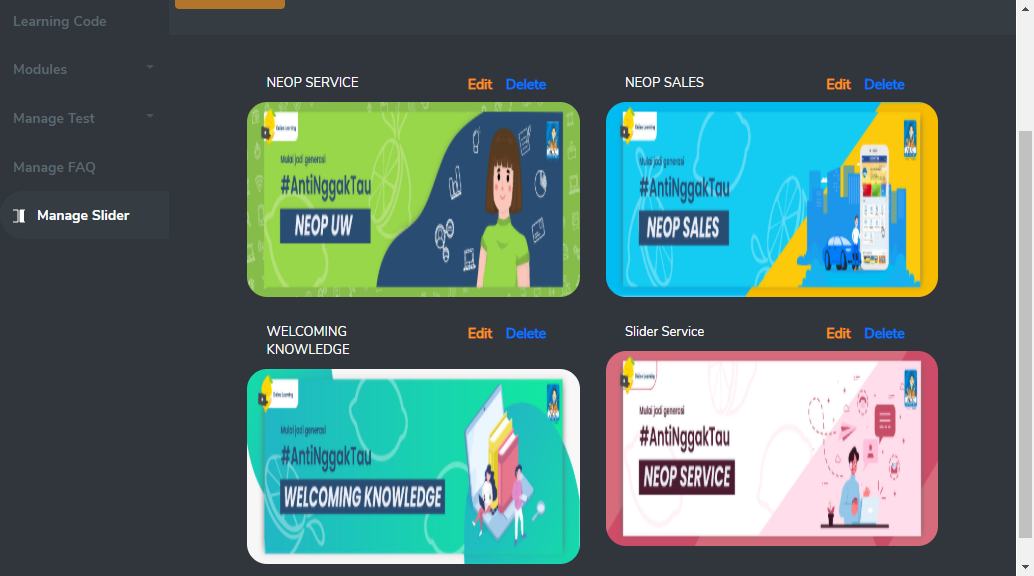 Learning Code
Modules
Manage Test
Manage FAQ
Manage Slider
NEOP SERVICE
Edit Delete
Online Learning
Mulai jadi generasi
#AntiNggakTau
NEOP UW
NEOP SALES
Edit Delete
Online Learning
Mulai jadi generasi
#AntiNggakTau
NEOP SALES
WELCOMING
KNOWLEDGE
Edit Delete
Online Learning
Mulai jadi generasi
#AntiNggakTau
WELCOMING KNOWLEDGE
Slider Service
Edit Delete
Online Learning
Mulai jadi generasi
#AntiNggakTau
NEOP SERVICE